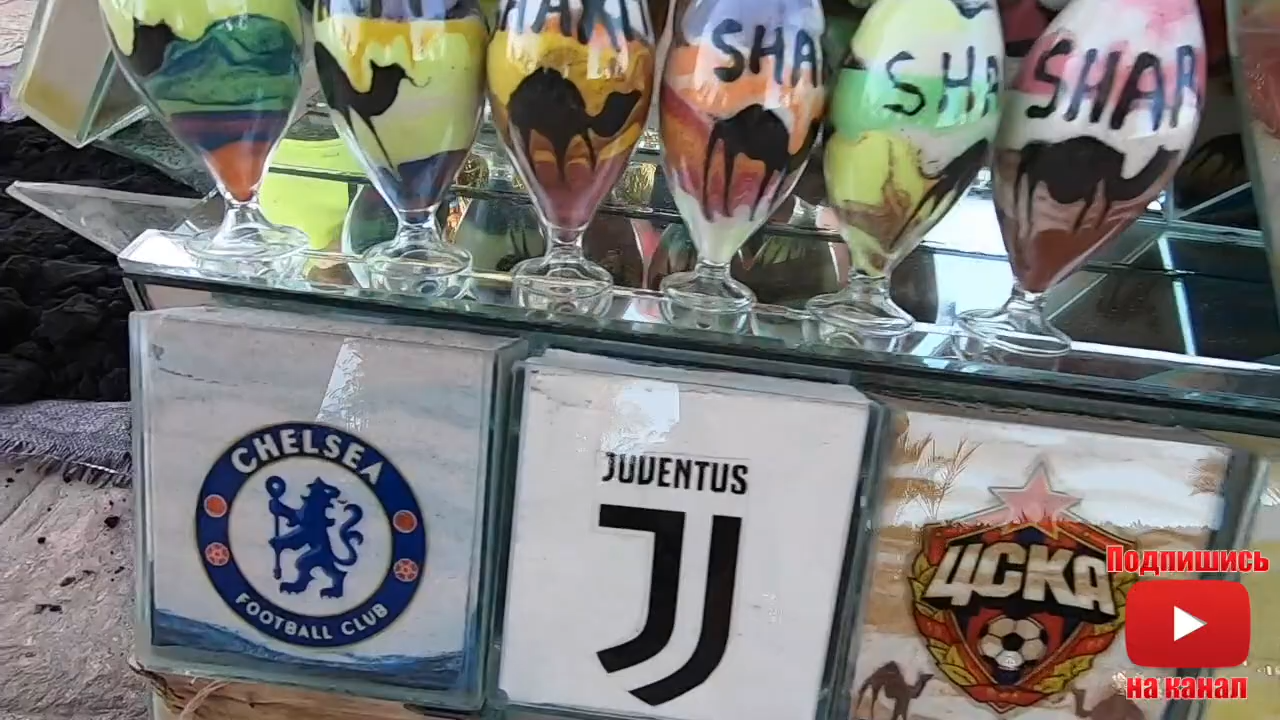 SHA
SHA
SHAR
CHELSEA
FOOTBALL CLUB
JUVENTUS
ЦСКА
Подпишись
на канал